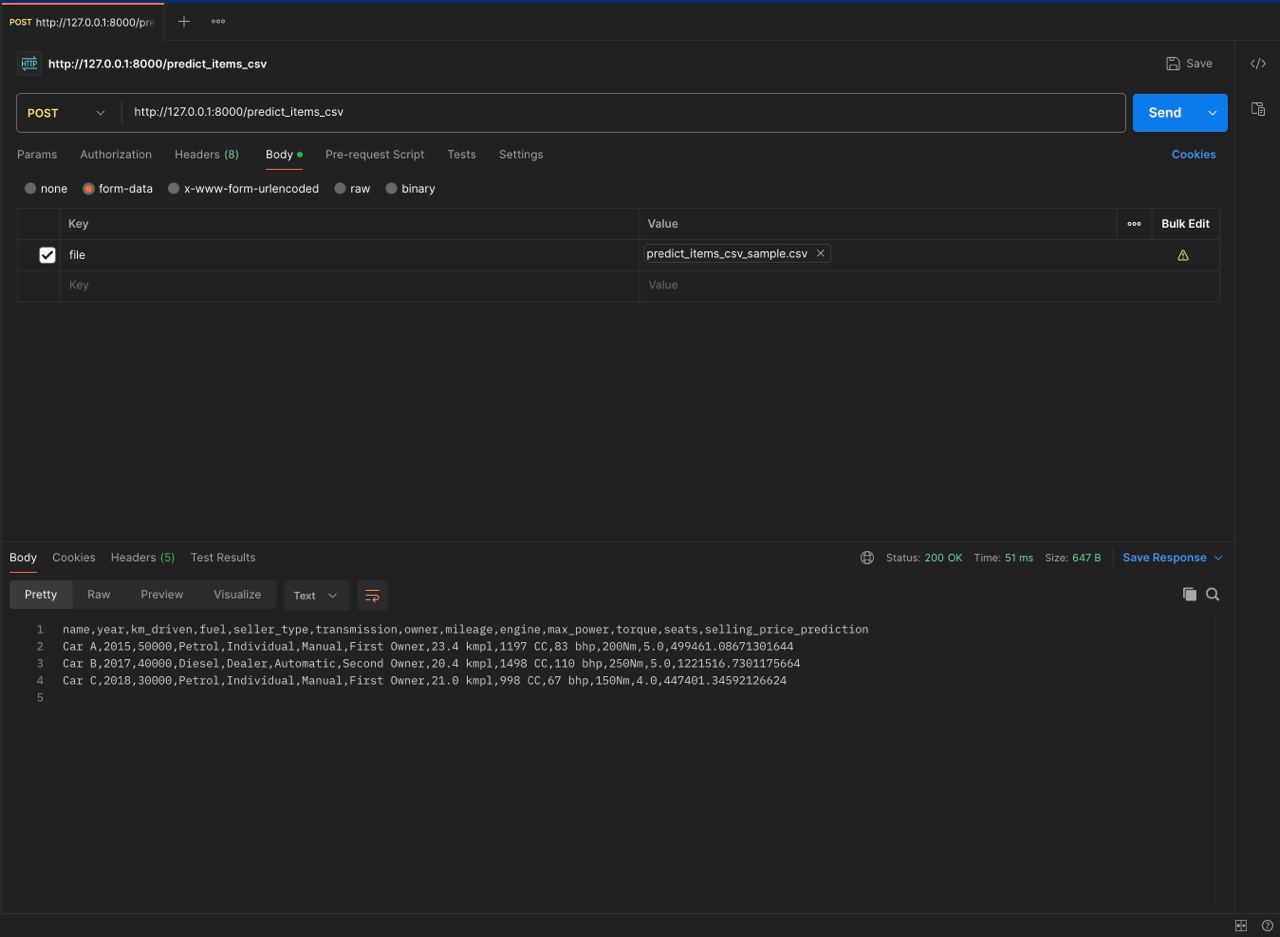 POST http://127.0.0.1:8000/pre
HTTP http://127.0.0.1:8000/predict_items_csv
Save
POST http://127.0.0.1:8000/predict_items_csv
Send
Params Authorization Headers (8) Body Pre-request Script Tests Settings Cookies
none form-data x-www-form-urlencoded raw binary
Key Value Bulk Edit
file predict_items_csv_sample.csv
Key Value
Body Cookies Headers (5) Test Results Status: 200 OK Time: 51 ms Size: 647 B Save Response
Pretty Raw Preview Visualize Text
1 name,year,km_driven,fuel,seller_type,transmission,owner,mileage,engine,max_power,torque,seats,selling_price_prediction
2 Car A,2015,50000,Petrol,Individual,Manual,First Owner,23.4 kmpl,1197 CC,83 bhp,200Nm,5.0,499461.08671301644
3 Car B,2017,40000,Diesel,Dealer,Automatic,Second Owner,20.4 kmpl,1498 CC,110 bhp,250Nm,5.0,1221516.7301175664
4 Car C,2018,30000,Petrol,Individual,Manual,First Owner,21.0 kmpl,998 CC,67 bhp,150Nm,4.0,447401.34592126624
5